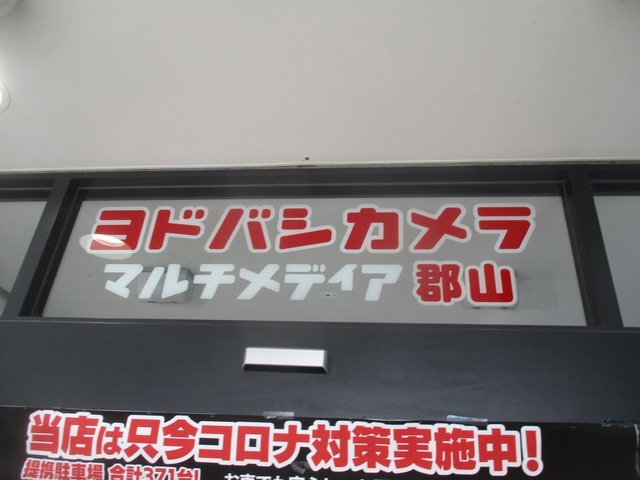 ヨドバシカメラ
マルチメディア 郡山
当店は只今コロナ対策実施中!
提携駐車場 合計371台!